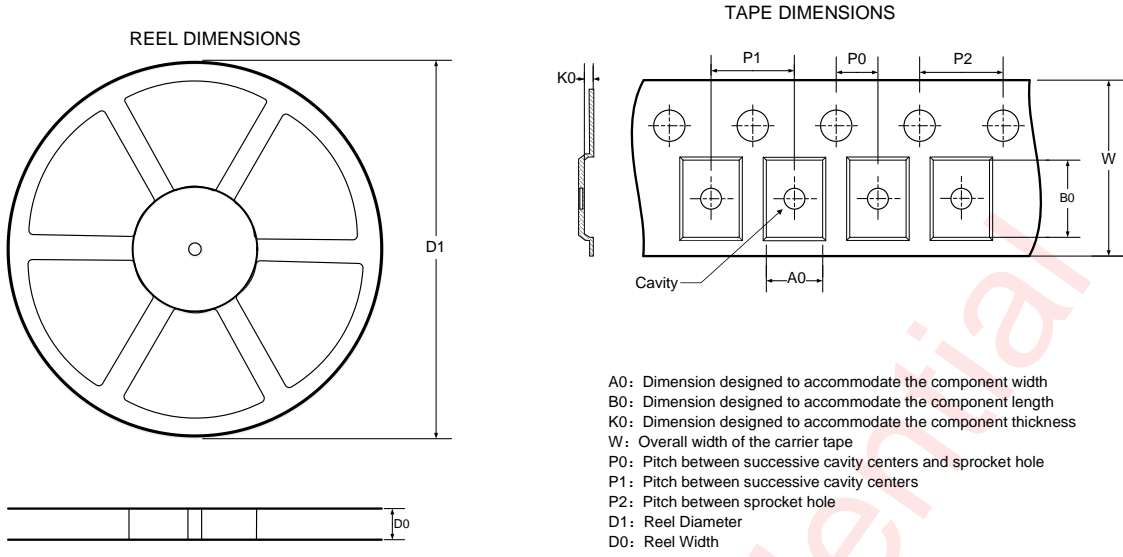 TAPE DIMENSIONS
REEL DIMENSIONS
P1
P0
P2
K0
D1
W
B0
Cavity
A0
A0：Dimension designed to accommodate the component width
B0：Dimension designed to accommodate the component length
K0：Dimension designed to accommodate the component thickness
W：Overall width of the carrier tape
P0：Pitch between successive cavity centers and sprocket hole
P1：Pitch between successive cavity centers
P2：Pitch between sprocket hole
D1：Reel Diameter
D0：Reel Width
D0
ential